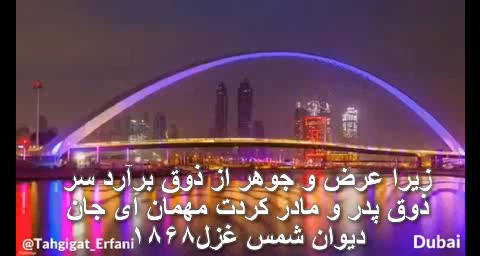 زیرا عرض و جوهر از ذوق برآرد سر
ذوق پدر و مادر کردت مهمان ای جان
دیوان شمس غزل۱۸۶۸
@Tahgigat_Erfani
Dubai